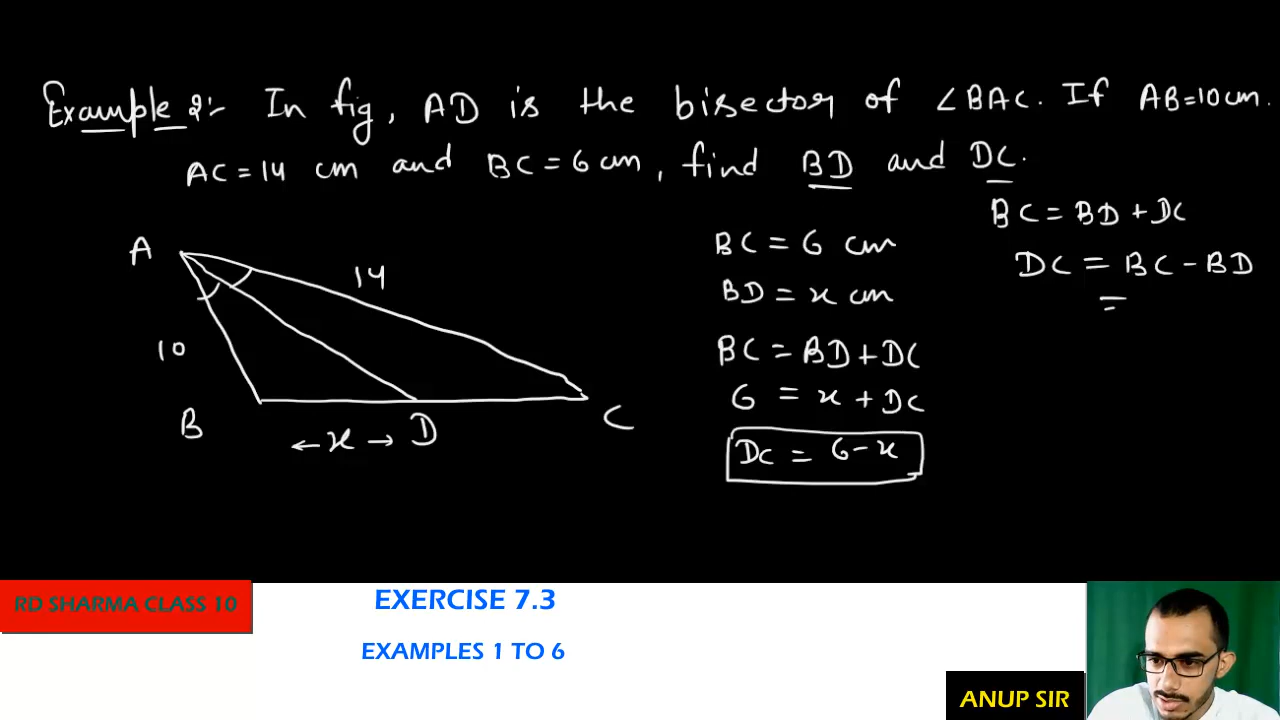 Example 2:- In fig, AD is the bisector of ∠BAC. If AB=10cm.
AC=14 cm and BC=6cm, find BD and DC.
BC=BD+DC
DC=BC-BD
=
A
14
10
B
←x→ D
C
BC=6 cm
BD=x cm
BC=BD+DC
6=x+DC
DC=6-x
RD SHARMA CLASS 10
EXERCISE 7.3
EXAMPLES 1 TO 6
ANUP SIR